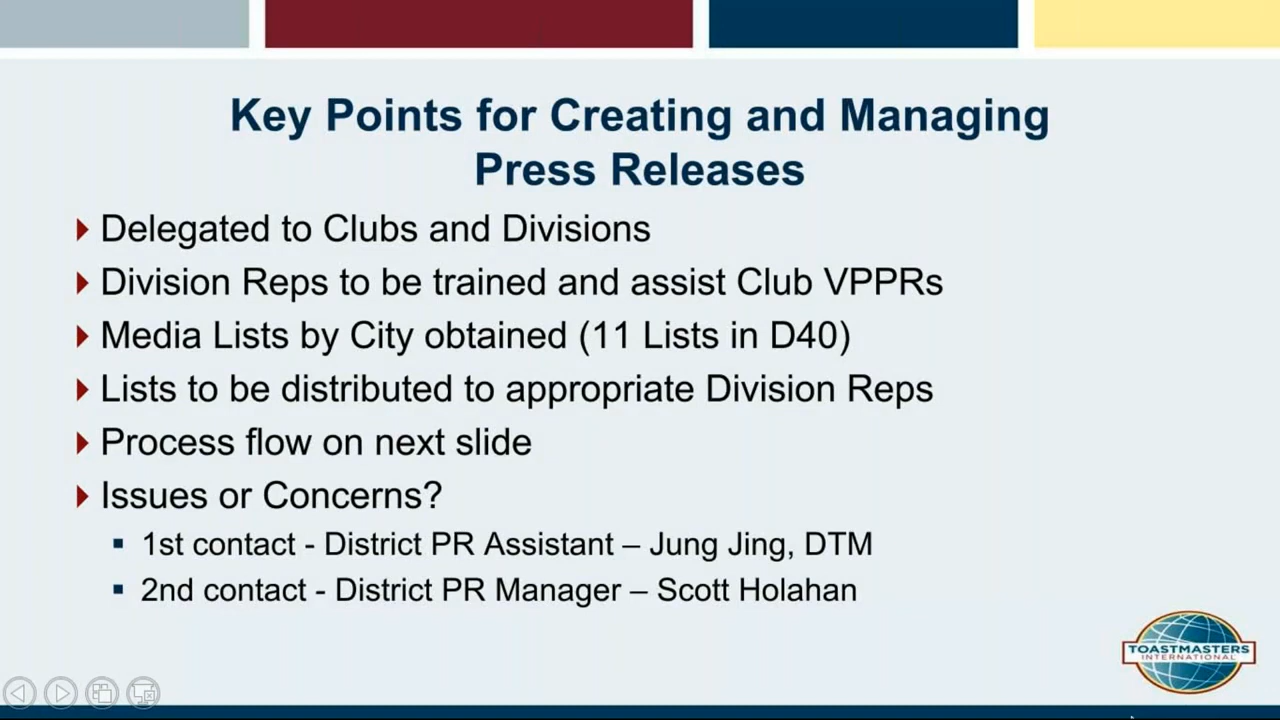 Key Points for Creating and Managing
Press Releases
Delegated to Clubs and Divisions
Division Reps to be trained and assist Club VPPRs
Media Lists by City obtained (11 Lists in D40)
Lists to be distributed to appropriate Division Reps
Process flow on next slide
Issues or Concerns?
1st contact - District PR Assistant – Jung Jing, DTM
2nd contact - District PR Manager – Scott Holahan
TOASTMASTERS
INTERNATIONAL